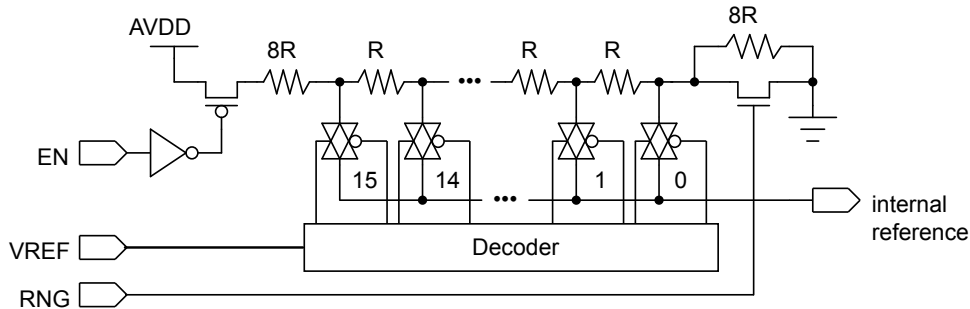 AVDD
8R
R
R
R
8R
EN
15
14
1
0
internal
reference
Decoder
VREF
RNG